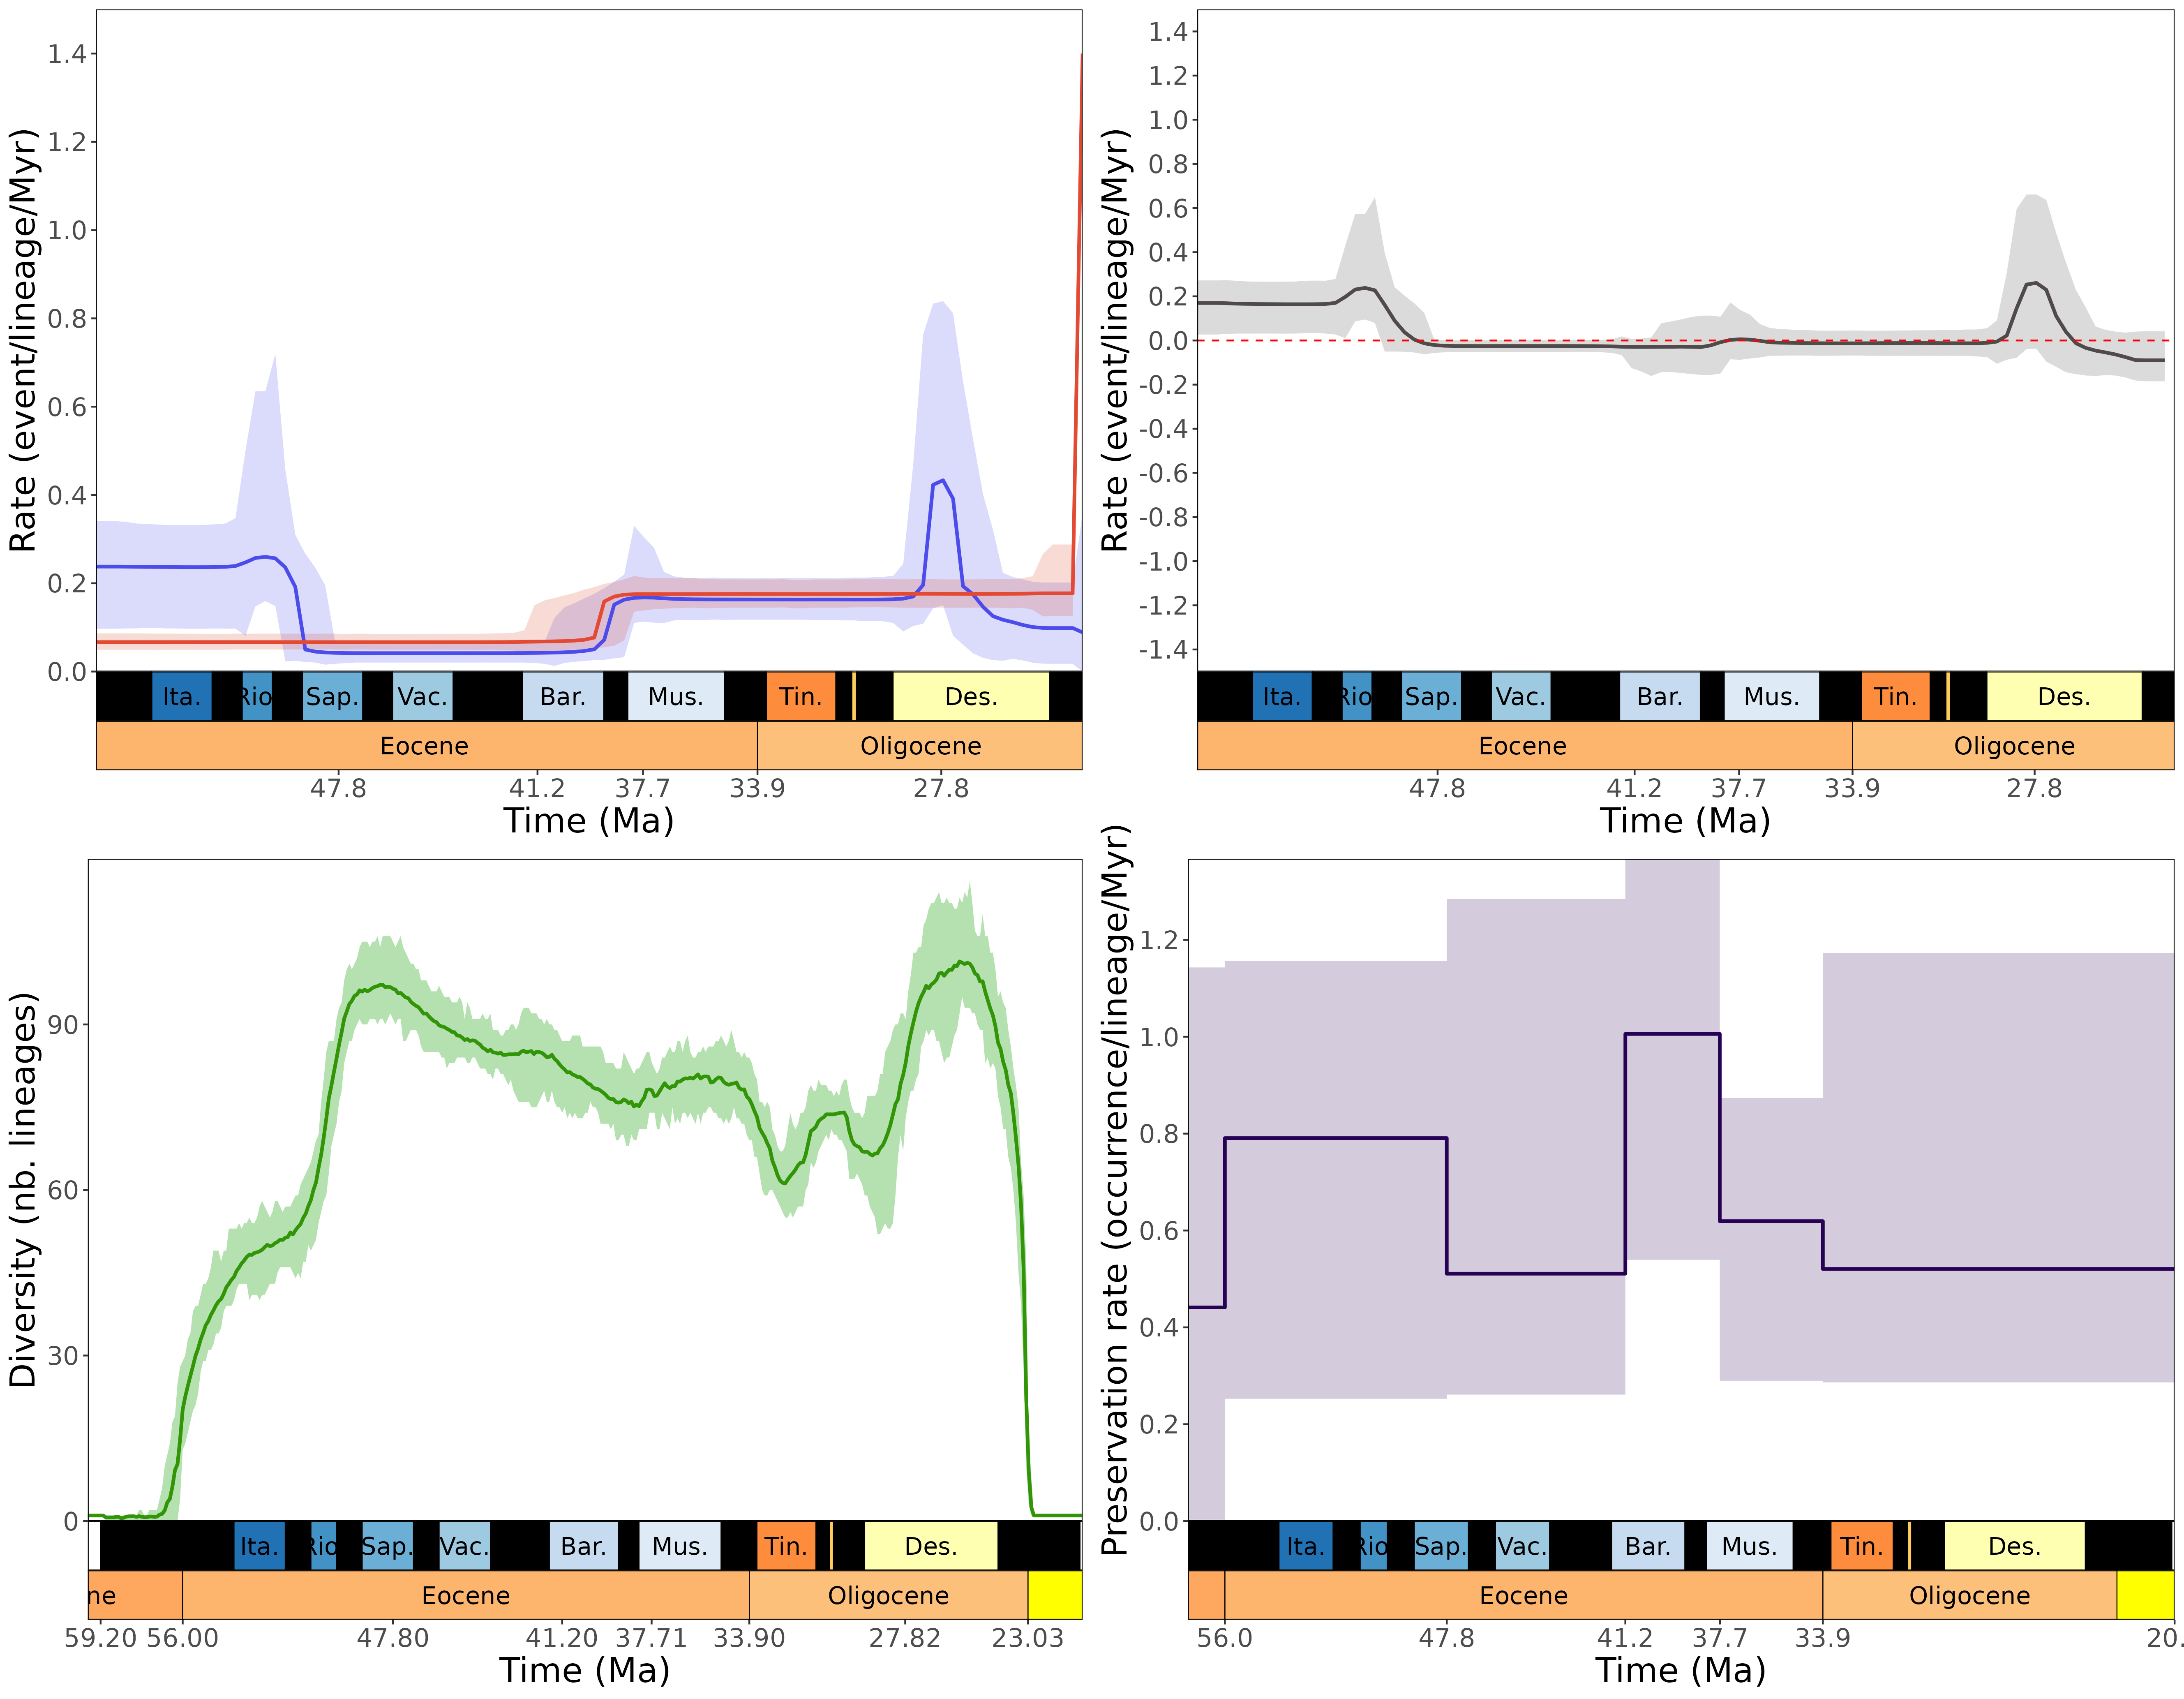 Rate (event/lineage/Myr)
1.4
1.2
1.0
0.8
0.6
0.4
0.2
0.0
Ita. Rio Sap. Vac. Bar. Mus. Tin. Des.
Eocene Oligocene
47.8 41.2 37.7 33.9 27.8
Time (Ma)
Rate (event/lineage/Myr)
1.4
1.2
1.0
0.8
0.6
0.4
0.2
0.0
-0.2
-0.4
-0.6
-0.8
-1.0
-1.2
-1.4
Ita. Rio Sap. Vac. Bar. Mus. Tin. Des.
Eocene Oligocene
47.8 41.2 37.7 33.9 27.8
Time (Ma)
Diversity (nb. lineages)
90
60
30
0
Ita. Rio Sap. Vac. Bar. Mus. Tin. Des.
ne Eocene Oligocene
59.20 56.00 47.80 41.20 37.71 33.90 27.82 23.03
Time (Ma)
Preservation rate (occurrence/lineage/Myr)
1.2
1.0
0.8
0.6
0.4
0.2
0.0
Ita. Rio Sap. Vac. Bar. Mus. Tin. Des.
Eocene Oligocene
56.0 47.8 41.2 37.7 33.9 20.
Time (Ma)